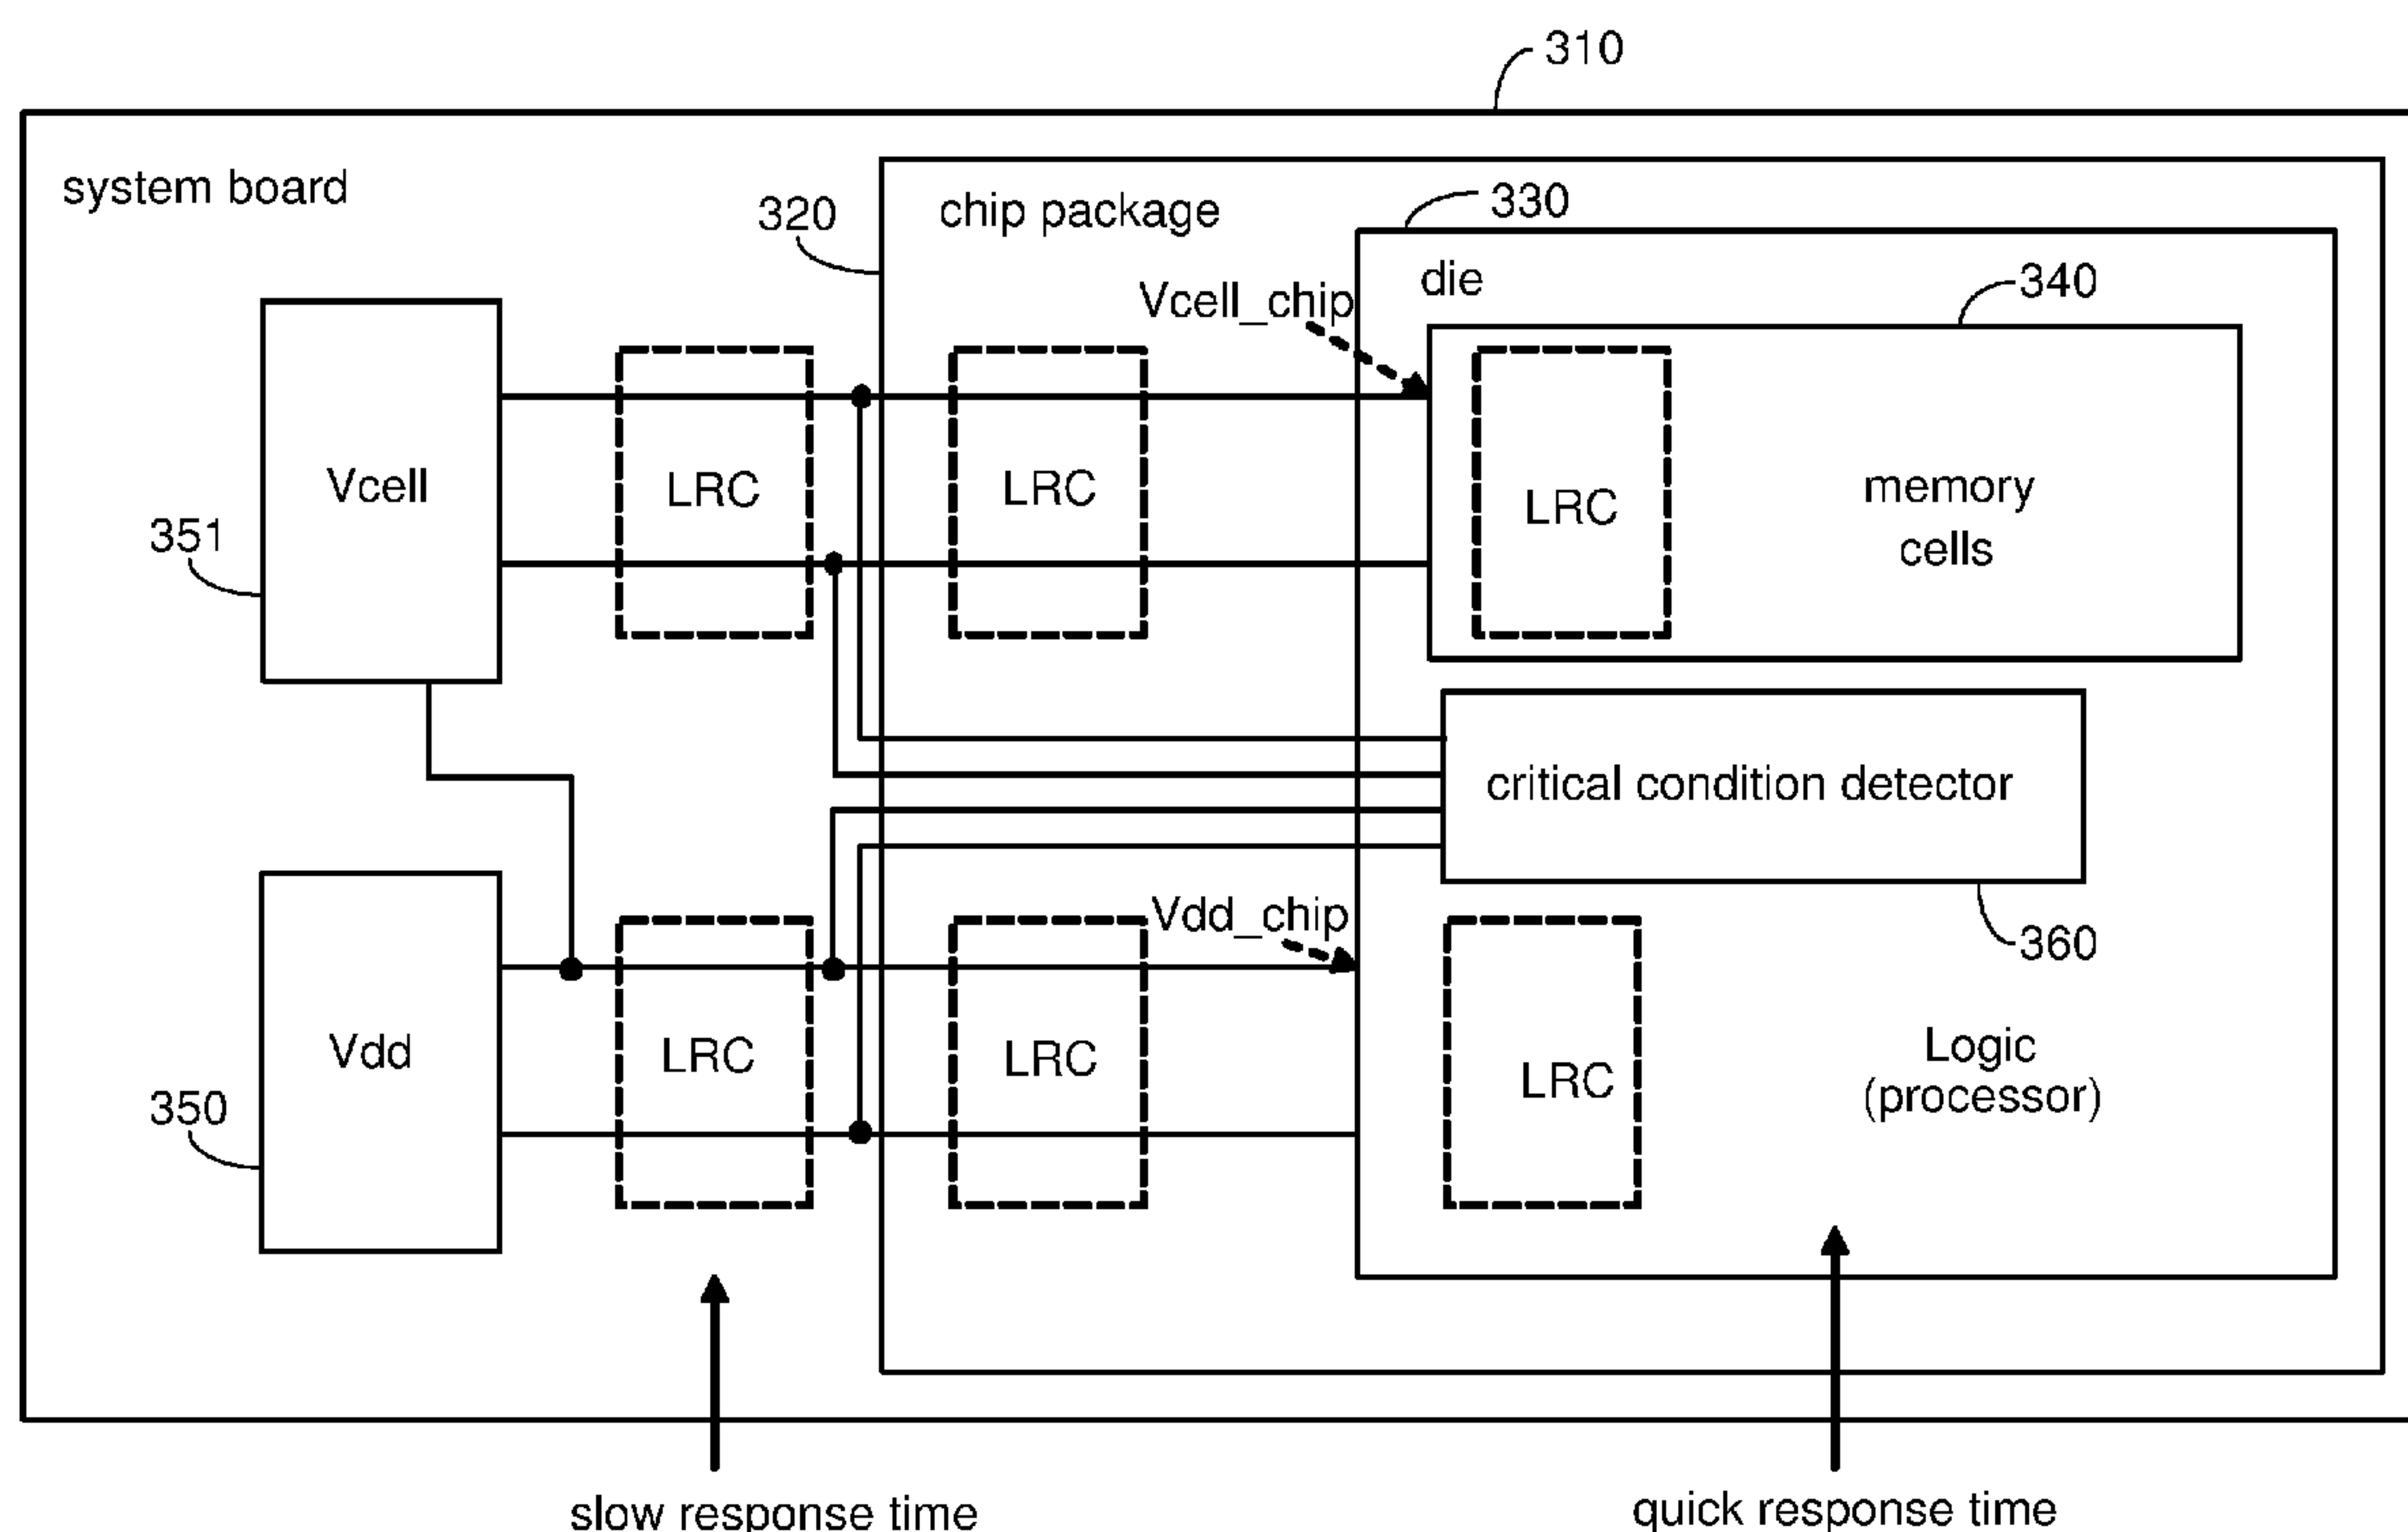 310
system board
320
chip package
330
Vcell_chip
die
340
Vcell
LRC
LRC
LRC
memory
cells
351
critical condition detector
Vdd_chip
360
Vdd
LRC
LRC
LRC
Logic
(processor)
350
slow response time
quick response time